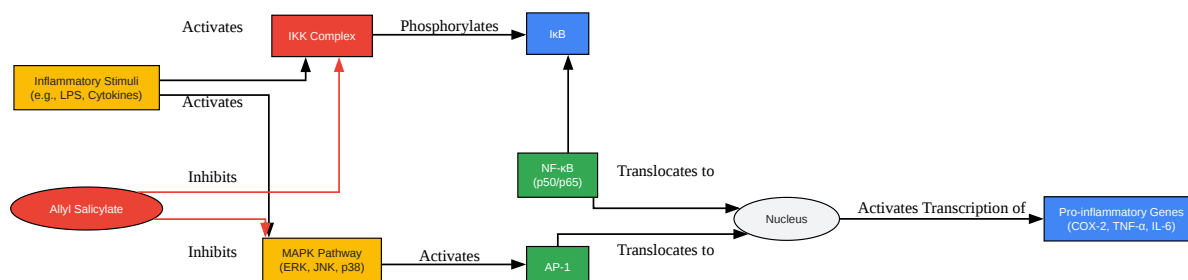 Activates
IKK Complex
Phosphorylates
IκB
Inflammatory Stimuli
(e.g., LPS, Cytokines)
Activates
NF-κB
(p50/p65)
Translocates to
Inhibits
Allyl Salicylate
Nucleus
Activates Transcription of
Pro-inflammatory Genes
(COX-2, TNF-α, IL-6)
Inhibits
MAPK Pathway
(ERK, JNK, p38)
Activates
AP-1
Translocates to